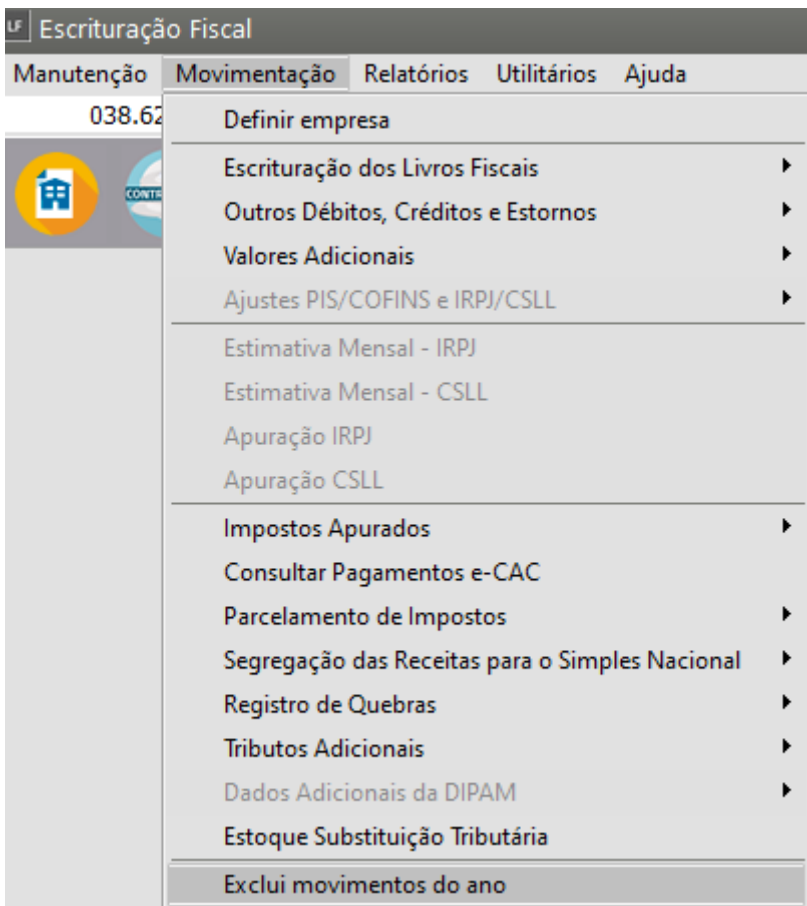 LF Escrituração Fiscal
Manutenção Movimentação Relatórios Utilitários Ajuda
038.62
Definir empresa
Escrituração dos Livros Fiscais
Outros Débitos, Créditos e Estornos
Valores Adicionais
Ajustes PIS/COFINS e IRPJ/CSLL
Estimativa Mensal - IRPJ
Estimativa Mensal - CSLL
Apuração IRPJ
Apuração CSLL
Impostos Apurados
Consultar Pagamentos e-CAC
Parcelamento de Impostos
Segregação das Receitas para o Simples Nacional
Registro de Quebras
Tributos Adicionais
Dados Adicionais da DIPAM
Estoque Substituição Tributária
Exclui movimentos do ano